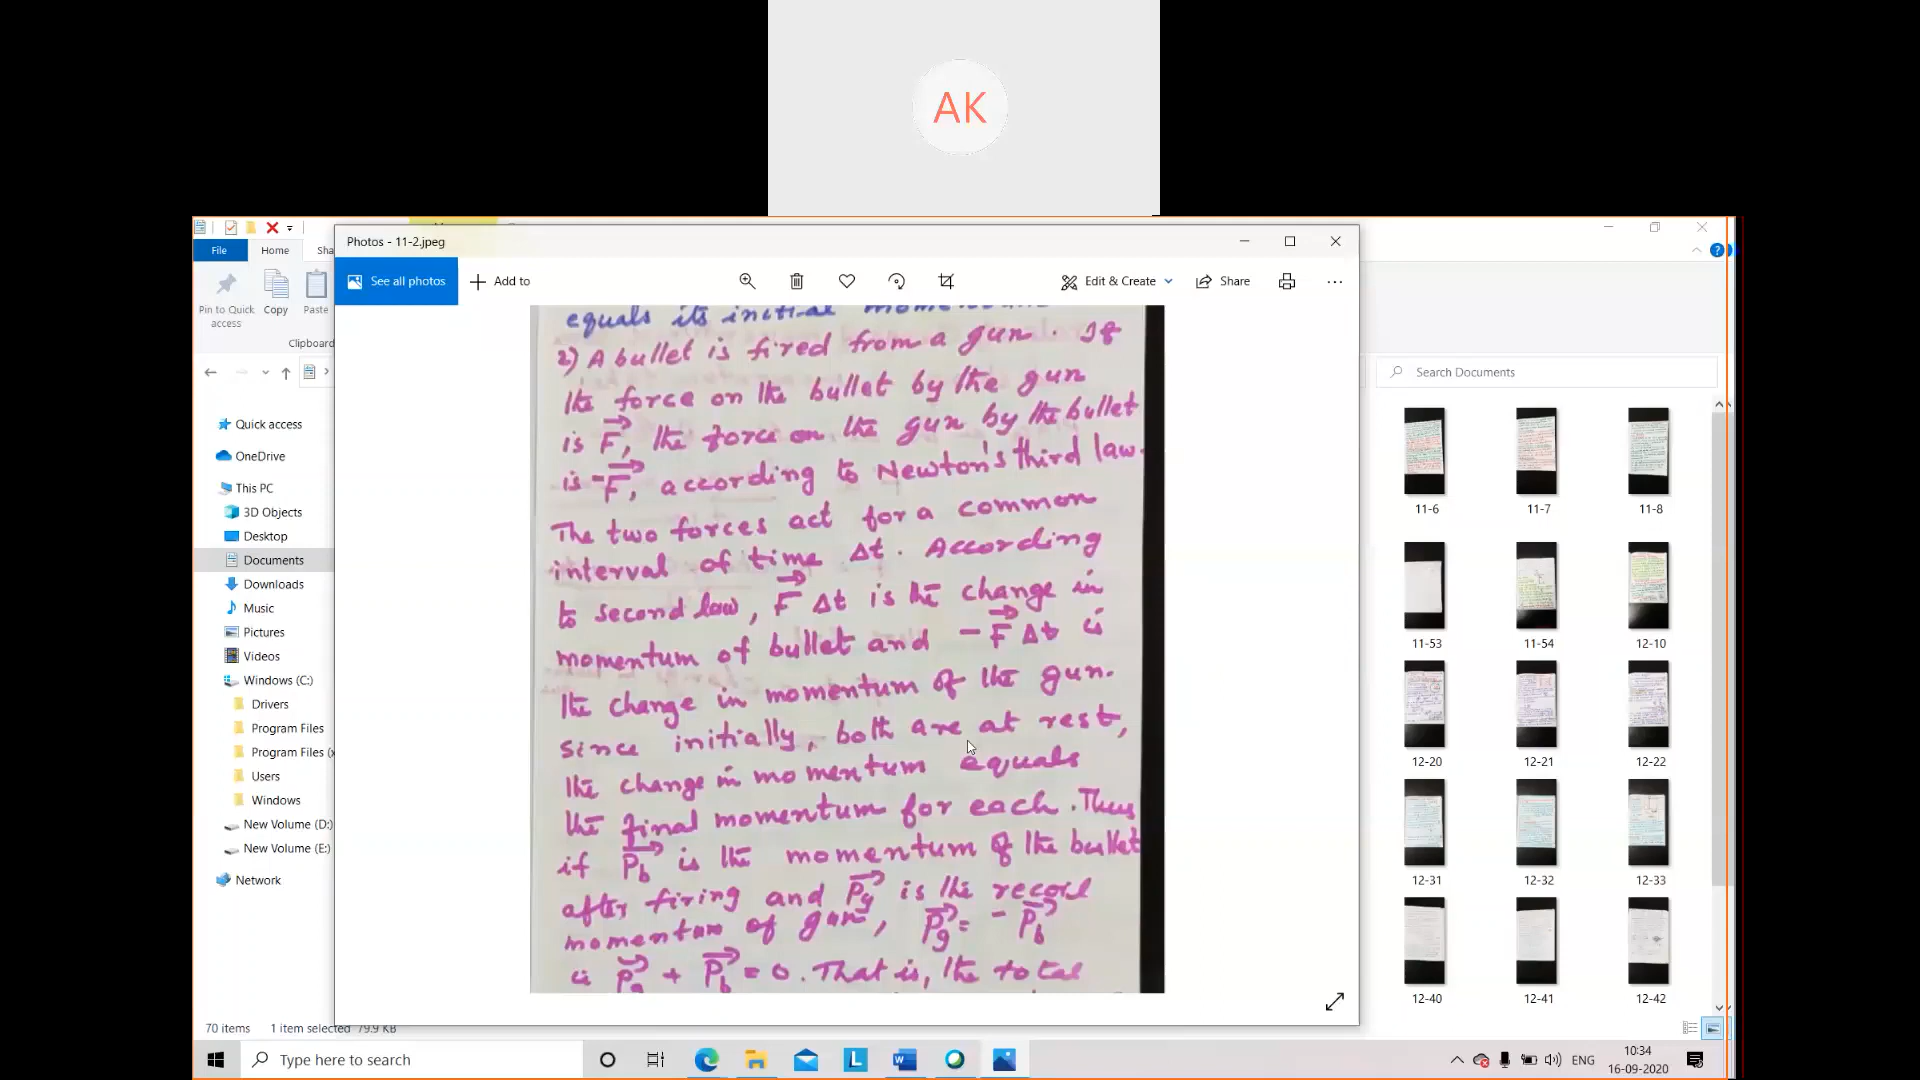 AK
Photos - 11-2.jpeg
File
Home
Sha
See all photos
Add to
Edit & Create
Share
Pin to Quick
access
Copy
Paste
Clipboard
Search Documents
Quick access
OneDrive
This PC
3D Objects
Desktop
Documents
Downloads
Music
Pictures
Videos
Windows (C:)
Drivers
Program Files
Program Files (x
Users
Windows
New Volume (D:)
New Volume (E:)
Network
equals its initial
2) A bullet is fired from a gun. If
the force on the bullet by the gun
is F⃗, the force on the gun by the bullet
is -F⃗, according to Newton's third law.
The two forces act for a common
interval of time Δt. According
to second law, F⃗ Δt is the change in
momentum of bullet and -F⃗ Δt is
the change in momentum of the gun.
Since initially, both are at rest,
the change in momentum equals
the final momentum for each. Thus
if P⃗b is the momentum of the bullet
after firing and P⃗g is the recoil
momentum of gun, P⃗g = - P⃗b
i P⃗g + P⃗b = 0. That is, the total
11-6
11-7
11-8
11-53
11-54
12-10
12-20
12-21
12-22
12-31
12-32
12-33
12-40
12-41
12-42
70 items
1 item selected 79.9 KB
Type here to search
ENG
10:34
16-09-2020